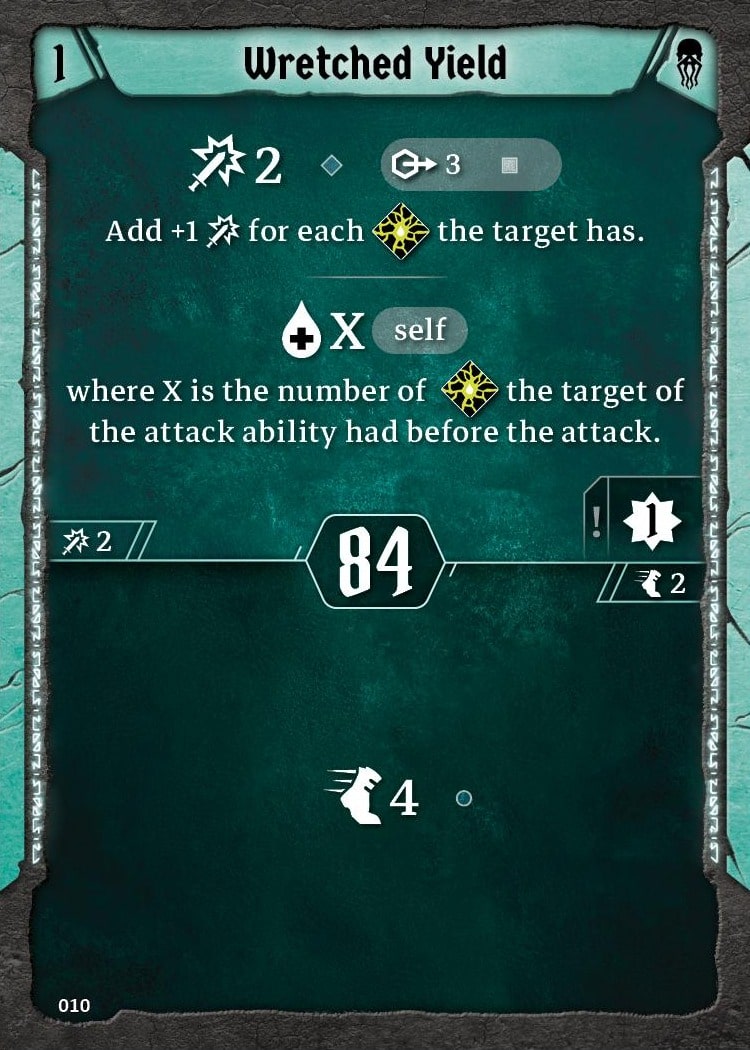 1
Wretched Yield
2 3
Add +1 for each the target has.
X self
where X is the number of the target of
the attack ability had before the attack.
2
84
! 1
2
4
010